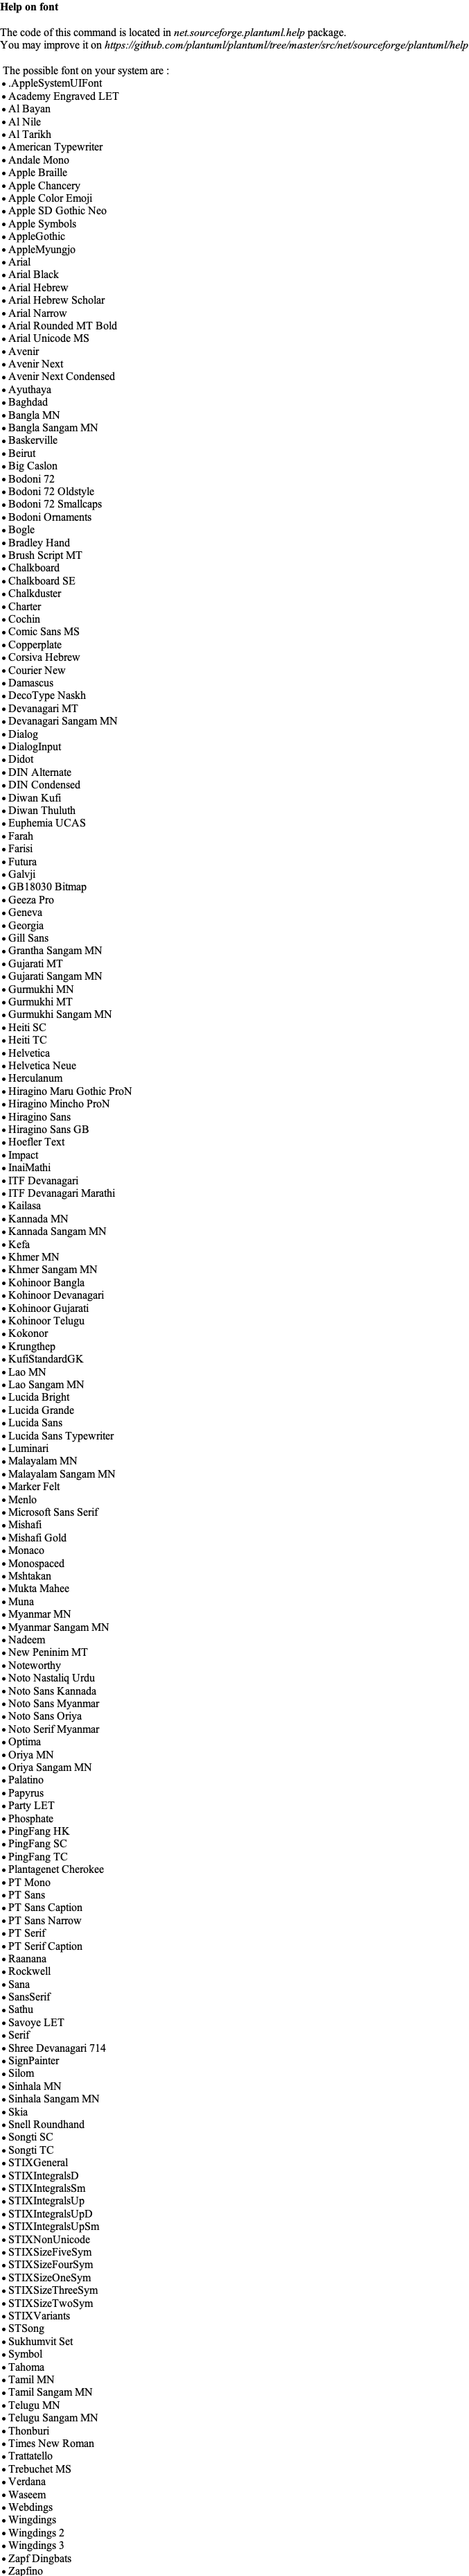 Help on font
The code of this command is located in net.sourceforge.plantuml.help package.
You may improve it on https://github.com/plantuml/plantuml/tree/master/src/net/sourceforge/plantuml/help
The possible font on your system are :
• .AppleSystemUIFont
• Academy Engraved LET
• Al Bayan
• Al Nile
• Al Tarikh
• American Typewriter
• Andale Mono
• Apple Braille
• Apple Chancery
• Apple Color Emoji
• Apple SD Gothic Neo
• Apple Symbols
• AppleGothic
• AppleMyungjo
• Arial
• Arial Black
• Arial Hebrew
• Arial Hebrew Scholar
• Arial Narrow
• Arial Rounded MT Bold
• Arial Unicode MS
• Avenir
• Avenir Next
• Avenir Next Condensed
• Ayuthaya
• Baghdad
• Bangla MN
• Bangla Sangam MN
• Baskerville
• Beirut
• Big Caslon
• Bodoni 72
• Bodoni 72 Oldstyle
• Bodoni 72 Smallcaps
• Bodoni Ornaments
• Bogle
• Bradley Hand
• Brush Script MT
• Chalkboard
• Chalkboard SE
• Chalkduster
• Charter
• Cochin
• Comic Sans MS
• Copperplate
• Corsiva Hebrew
• Courier New
• Damascus
• DecoType Naskh
• Devanagari MT
• Devanagari Sangam MN
• Dialog
• DialogInput
• Didot
• DIN Alternate
• DIN Condensed
• Diwan Kufi
• Diwan Thuluth
• Euphemia UCAS
• Farah
• Farisi
• Futura
• Galvji
• GB18030 Bitmap
• Geeza Pro
• Geneva
• Georgia
• Gill Sans
• Grantha Sangam MN
• Gujarati MT
• Gujarati Sangam MN
• Gurmukhi MN
• Gurmukhi MT
• Gurmukhi Sangam MN
• Heiti SC
• Heiti TC
• Helvetica
• Helvetica Neue
• Herculanum
• Hiragino Maru Gothic ProN
• Hiragino Mincho ProN
• Hiragino Sans
• Hiragino Sans GB
• Hoefler Text
• Impact
• InaiMathi
• ITF Devanagari
• ITF Devanagari Marathi
• Kailasa
• Kannada MN
• Kannada Sangam MN
• Kefa
• Khmer MN
• Khmer Sangam MN
• Kohinoor Bangla
• Kohinoor Devanagari
• Kohinoor Gujarati
• Kohinoor Telugu
• Kokonor
• Krungthep
• KufiStandardGK
• Lao MN
• Lao Sangam MN
• Lucida Bright
• Lucida Grande
• Lucida Sans
• Lucida Sans Typewriter
• Luminari
• Malayalam MN
• Malayalam Sangam MN
• Marker Felt
• Menlo
• Microsoft Sans Serif
• Mishafi
• Mishafi Gold
• Monaco
• Monospaced
• Mshtakan
• Mukta Mahee
• Muna
• Myanmar MN
• Myanmar Sangam MN
• Nadeem
• New Peninim MT
• Noteworthy
• Noto Nastaliq Urdu
• Noto Sans Kannada
• Noto Sans Myanmar
• Noto Sans Oriya
• Noto Serif Myanmar
• Optima
• Oriya MN
• Oriya Sangam MN
• Palatino
• Papyrus
• Party LET
• Phosphate
• PingFang HK
• PingFang SC
• PingFang TC
• Plantagenet Cherokee
• PT Mono
• PT Sans
• PT Sans Caption
• PT Sans Narrow
• PT Serif
• PT Serif Caption
• Raanana
• Rockwell
• Sana
• SansSerif
• Sathu
• Savoye LET
• Serif
• Shree Devanagari 714
• SignPainter
• Silom
• Sinhala MN
• Sinhala Sangam MN
• Skia
• Snell Roundhand
• Songti SC
• Songti TC
• STIXGeneral
• STIXIntegralsD
• STIXIntegralsSm
• STIXIntegralsUp
• STIXIntegralsUpD
• STIXIntegralsUpSm
• STIXNonUnicode
• STIXSizeFiveSym
• STIXSizeFourSym
• STIXSizeOneSym
• STIXSizeThreeSym
• STIXSizeTwoSym
• STIXVariants
• STSong
• Sukhumvit Set
• Symbol
• Tahoma
• Tamil MN
• Tamil Sangam MN
• Telugu MN
• Telugu Sangam MN
• Thonburi
• Times New Roman
• Trattatello
• Trebuchet MS
• Verdana
• Waseem
• Webdings
• Wingdings
• Wingdings 2
• Wingdings 3
• Zapf Dingbats
• Zapfino